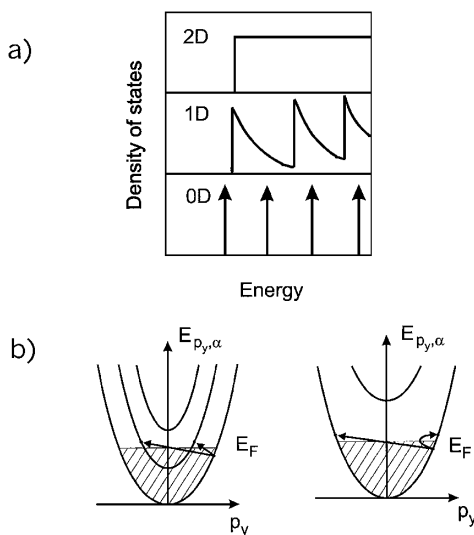 a)
Density of states
2D
1D
0D
Energy
b)
E_{p_y,α}
E_F
p_y
E_{p_y,α}
E_F
p_y